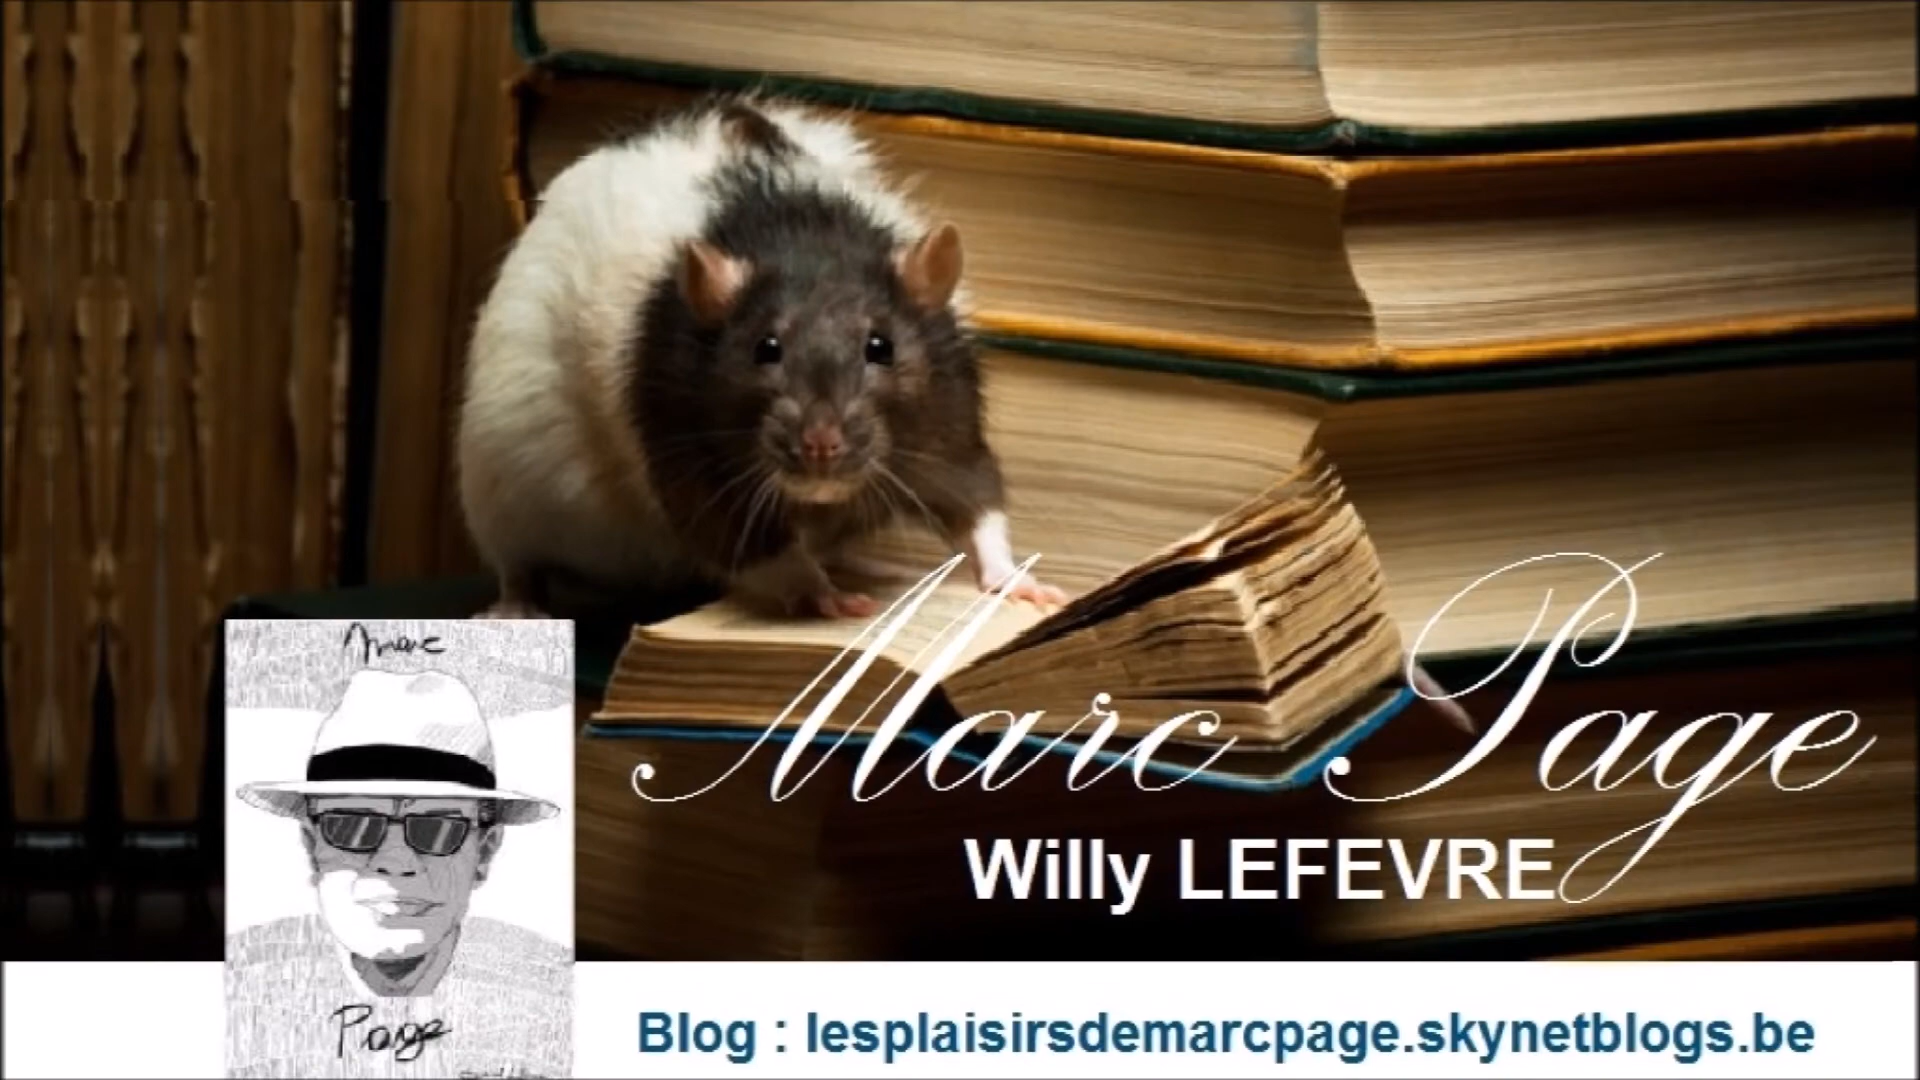 Marc Page
Willy LEFEVRE
Marc
Page
Blog : lesplaisirsdemarcpage.skynetblogs.be